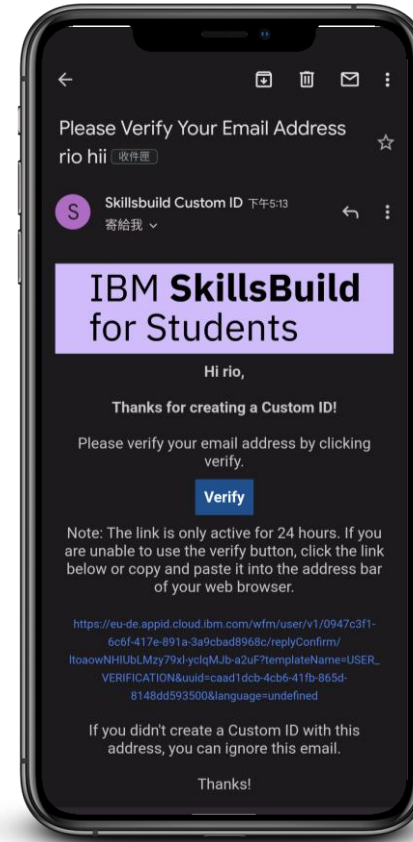 Please Verify Your Email Address
rio hii 收件匣
S
Skillsbuild Custom ID 下午5:13
寄給我
IBM SkillsBuild
for Students
Hi rio,
Thanks for creating a Custom ID!
Please verify your email address by clicking
verify.
Verify
Note: The link is only active for 24 hours. If you
are unable to use the verify button, click the link
below or copy and paste it into the address bar
of your web browser.
https://eu-de.appid.cloud.ibm.com/wfm/user/v1/0947c3f1-
6c6f-417e-891a-3a9cbad8968c/replyConfirm/
ltoaowNHIUbLMzy79xl-yclqMJb-a2uF?templateName=USER_
VERIFICATION&uuid=caad1dcb-4cb6-41fb-865d-
8148dd593500&language=undefined
If you didn't create a Custom ID with this
address, you can ignore this email.
Thanks!